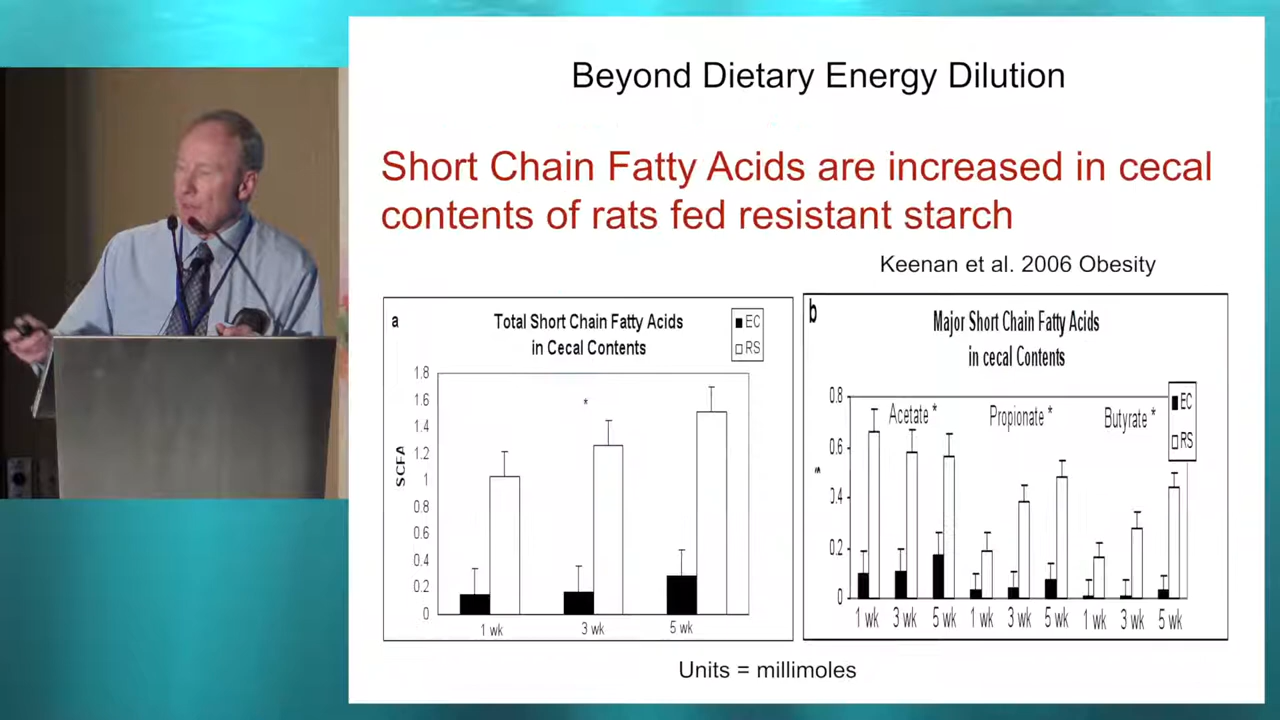 Beyond Dietary Energy Dilution
Short Chain Fatty Acids are increased in cecal
contents of rats fed resistant starch
Keenan et al. 2006 Obesity
a
Total Short Chain Fatty Acids
in Cecal Contents
EC
RS
1.8
1.6
1.4
1.2
1
0.8
0.6
0.4
0.2
0
SCFA
*
1 wk
3 wk
5 wk
b
Major Short Chain Fatty Acids
in cecal Contents
EC
RS
0.8
0.6
0.4
0.2
0
Acetate * Propionate * Butyrate *
1 wk 3 wk 5 wk 1 wk 3 wk 5 wk 1 wk 3 wk 5 wk
Units = millimoles